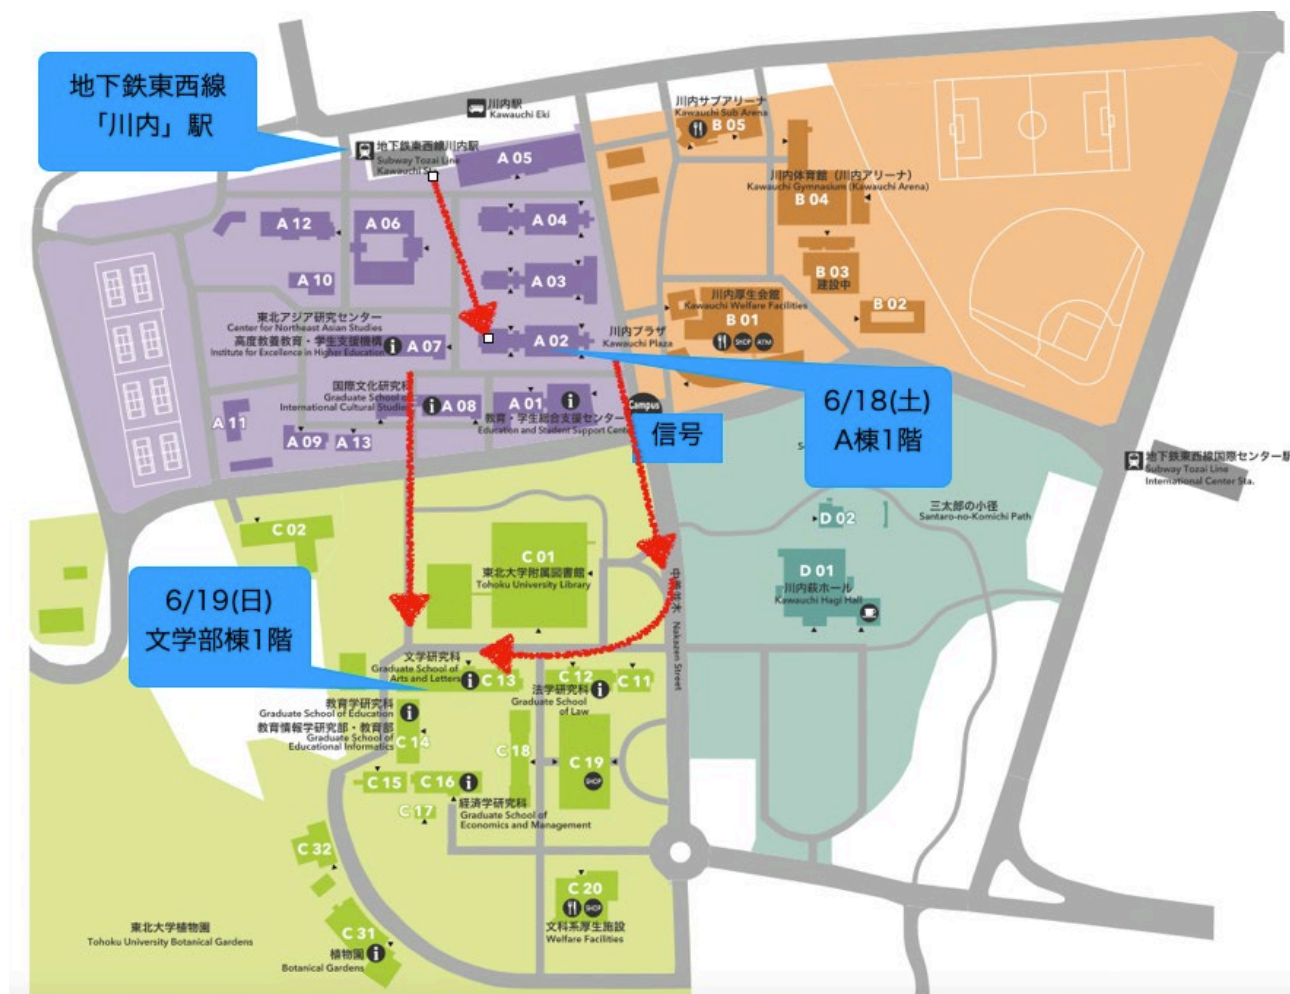 地下鉄東西線
「川内」駅
川内駅
Kawauchi Eki
地下鉄東西線川内駅
Subway Tozai Line
Kawauchi Sta.
A 05
川内サブアリーナ
Kawauchi Sub Arena
B 05
川内体育館（川内アリーナ）
Kawauchi Gymnasium (Kawauchi Arena)
B 04
A 12
A 06
A 04
A 10
A 03
B 03
建設中
B 02
川内厚生会館
Kawauchi Welfare Facilities
B 01
SHOP
ATM
東北アジア研究センター
Center for Northeast Asian Studies
高度教養教育・学生支援機構
Institute for Excellence in Higher Education
A 07
A 02
川内プラザ
Kawauchi Plaza
国際文化研究科
Graduate School of
International Cultural Studies
A 08
A 01
教育・学生総合支援センター
Education and Student Support Center
Campus
信号
6/18(土)
A棟1階
A 11
A 09
A 13
地下鉄東西線国際センター駅
Subway Tozai Line
International Center Sta.
三太郎の小径
Santaro-no-Komichi Path
D 02
C 02
C 01
東北大学附属図書館
Tohoku University Library
D 01
川内萩ホール
Kawauchi Hagi Hall
中善並木 Nakazen Street
6/19(日)
文学部棟1階
文学研究科
Graduate School of
Arts and Letters
C 13
C 12
C 11
法学研究科
Graduate School
of Law
教育学研究科
Graduate School of Education
教育情報学研究部・教育部
Graduate School of
Educational Informatics
C 14
C 18
C 19
SHOP
C 15
C 16
C 17
経済学研究科
Graduate School of
Economics and Management
C 32
C 20
SHOP
文科系厚生施設
Welfare Facilities
東北大学植物園
Tohoku University Botanical Gardens
C 31
植物園
Botanical Gardens